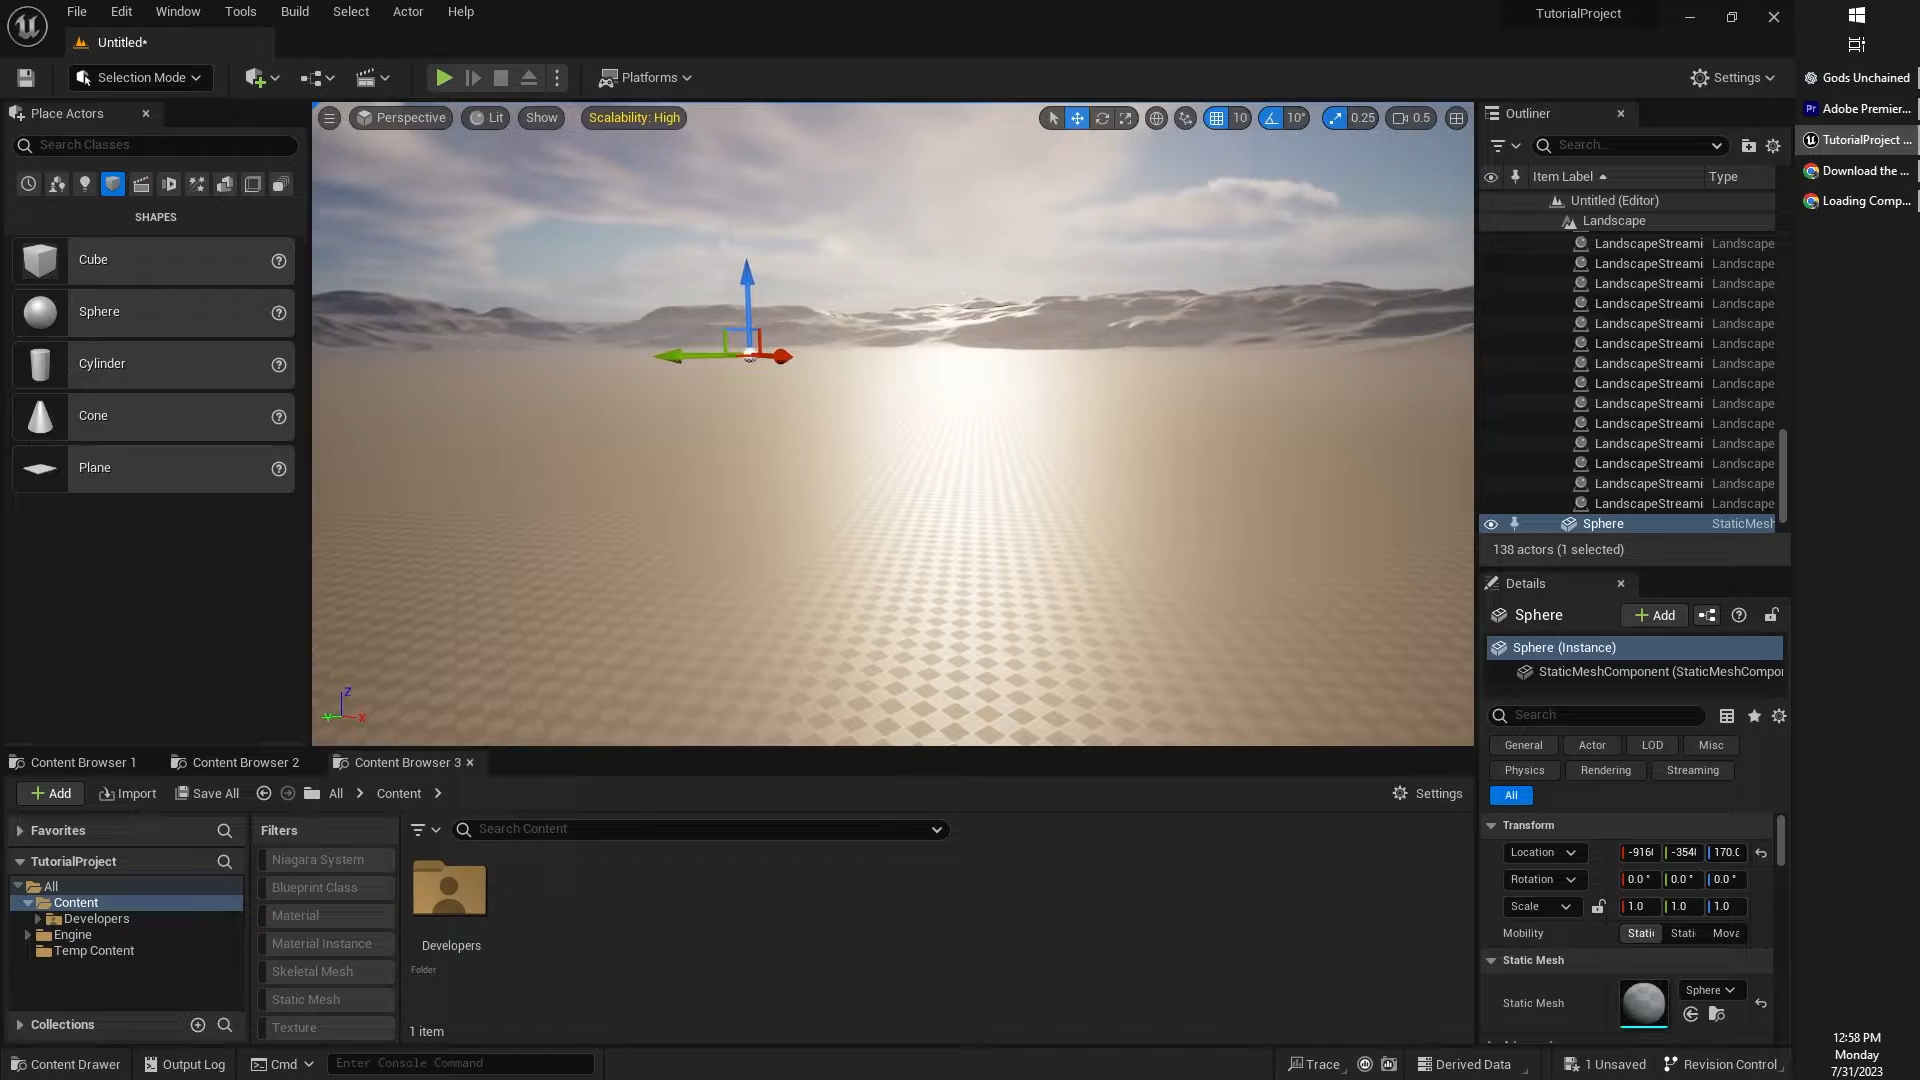 File Edit Window Tools Build Select Actor Help
TutorialProject
Untitled*
Selection Mode
Platforms
Settings
Gods Unchained
Adobe Premier...
TutorialProject ...
Download the ...
Loading Comp...
Place Actors
Search Classes
SHAPES
Cube
Sphere
Cylinder
Cone
Plane
Perspective Lit Show Scalability: High
10 10° 0.25 0.5
Outliner
Search...
Item Label Type
Untitled (Editor)
Landscape
LandscapeStreami Landscape
LandscapeStreami Landscape
LandscapeStreami Landscape
LandscapeStreami Landscape
LandscapeStreami Landscape
LandscapeStreami Landscape
LandscapeStreami Landscape
LandscapeStreami Landscape
LandscapeStreami Landscape
LandscapeStreami Landscape
LandscapeStreami Landscape
LandscapeStreami Landscape
LandscapeStreami Landscape
LandscapeStreami Landscape
Sphere StaticMesh
138 actors (1 selected)
Details
Sphere
Add
Sphere (Instance)
StaticMeshComponent (StaticMeshCompor
Search
General Actor LOD Misc
Physics Rendering Streaming
All
Transform
Location -916( -354( 170.0
Rotation 0.0 ° 0.0 ° 0.0 °
Scale 1.0 1.0 1.0
Mobility Static Stati Mova
Static Mesh
Static Mesh Sphere
Z
Y
X
Content Browser 1 Content Browser 2 Content Browser 3
Add Import Save All All Content Settings
Favorites
TutorialProject
All
Content
Developers
Engine
Temp Content
Collections
Filters
Niagara System
Blueprint Class
Material
Material Instance
Skeletal Mesh
Static Mesh
Texture
Search Content
Developers
Folder
1 item
Content Drawer Output Log Cmd Enter Console Command
Trace Derived Data 1 Unsaved Revision Control
12:58 PM
Monday
7/31/2023